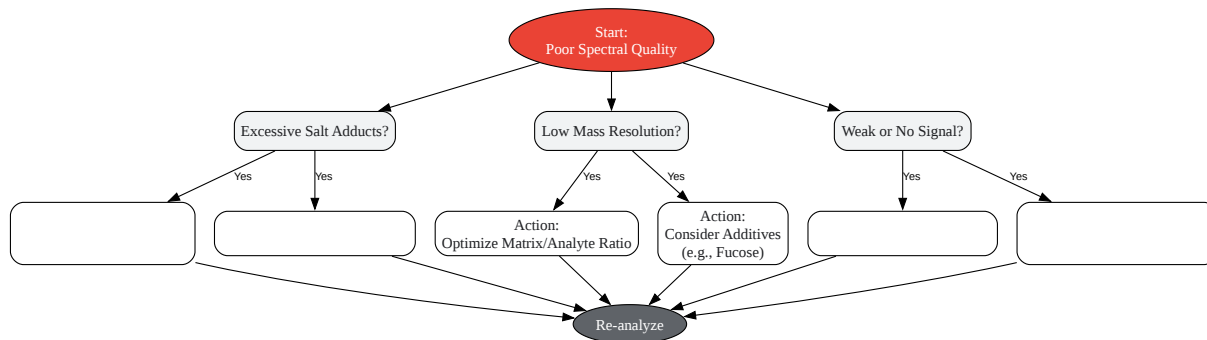 Start:
Poor Spectral Quality
Excessive Salt Adducts?
Low Mass Resolution?
Weak or No Signal?
Yes
Yes
Yes
Yes
Yes
Yes
Action:
Optimize Matrix/Analyte Ratio
Action:
Consider Additives
(e.g., Fucose)
Re-analyze